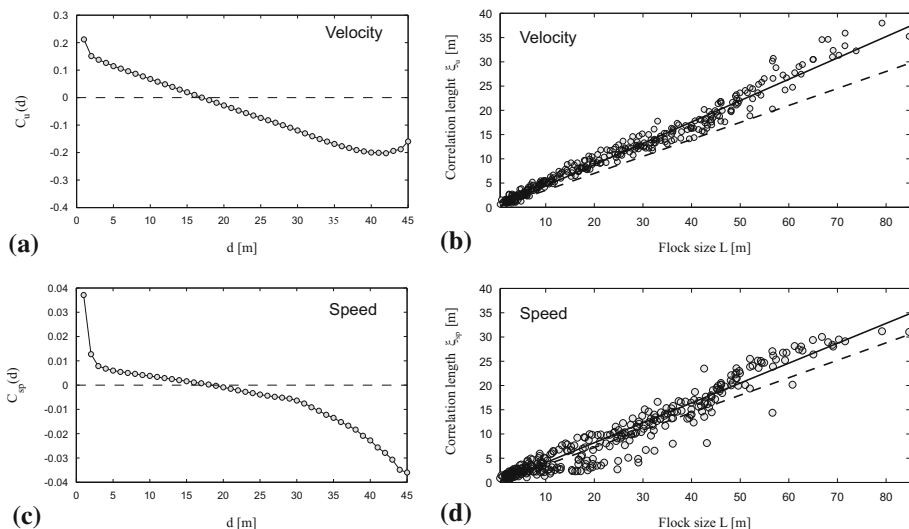 (a)
Velocity
C_u(d)
0.3
0.2
0.1
0
-0.1
-0.2
-0.3
-0.4
0 5 10 15 20 25 30 35 40 45
d [m]
(b)
Velocity
Correlation lenght ξ_u [m]
40
35
30
25
20
15
10
5
0
10 20 30 40 50 60 70 80
Flock size L [m]
(c)
Speed
C_sp(d)
0.04
0.03
0.02
0.01
0
-0.01
-0.02
-0.03
-0.04
0 5 10 15 20 25 30 35 40 45
d [m]
(d)
Speed
Correlation length ξ_sp [m]
40
35
30
25
20
15
10
5
0
10 20 30 40 50 60 70 80
Flock size L [m]